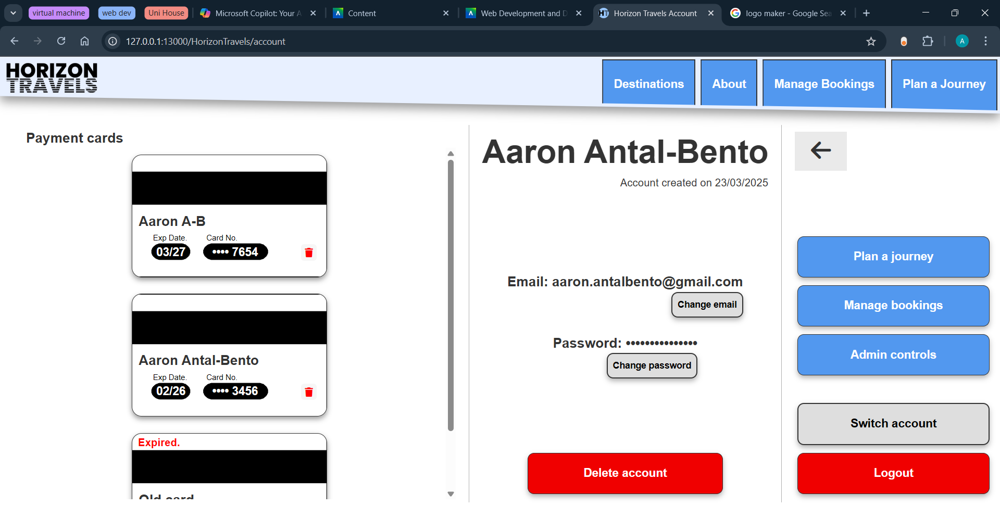 virtual machine
web dev
Uni House
Microsoft Copilot: Your A
Content
Web Development and D
Horizon Travels Account
logo maker - Google Sea
127.0.0.1:13000/HorizonTravels/account
A
HORIZON
TRAVELS
Destinations
About
Manage Bookings
Plan a Journey
Payment cards
Aaron A-B
Exp Date. Card No.
03/27 •••• 7654
Aaron Antal-Bento
Exp Date. Card No.
02/26 •••• 3456
Expired.
Old card
Aaron Antal-Bento
Account created on 23/03/2025
Email: aaron.antalbento@gmail.com
Change email
Password: •••••••••••••••
Change password
Delete account
Plan a journey
Manage bookings
Admin controls
Switch account
Logout